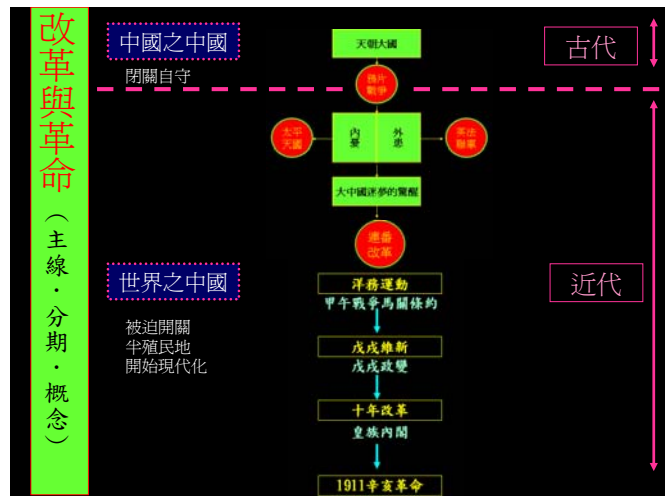 改革與革命
（主線．分期．概念）
中國之中國
閉關自守
天朝大國
古代
鴉片
戰爭
太平
天國
內憂
外患
英法
聯軍
大中國迷夢的驚醒
連番
改革
世界之中國
被迫開關
半殖民地
開始現代化
近代
洋務運動
甲午戰爭馬關條約
戊戌維新
戊戌政變
十年改革
皇族內閣
1911辛亥革命